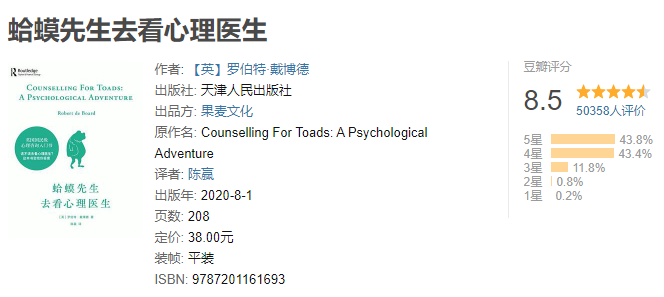 蛤蟆先生去看心理医生
Routledge
COUNSELLING FOR TOADS:
A PSYCHOLOGICAL ADVENTURE
Robert de Board
蛤蟆先生
去看心理医生
作者: 【英】罗伯特·戴博德
出版社: 天津人民出版社
出品方: 果麦文化
原作名: Counselling For Toads: A Psychological
Adventure
译者: 陈赢
出版年: 2020-8-1
页数: 208
定价: 38.00元
装帧: 平装
ISBN: 9787201161693
豆瓣评分
8.5
50358人评价
5星 43.8%
4星 43.4%
3星 11.8%
2星 0.8%
1星 0.2%